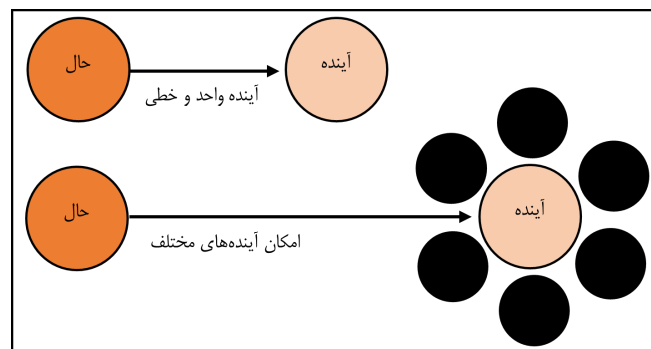 حال
آینده
آینده واحد و خطی
حال
آینده
امکان آینده‌های مختلف